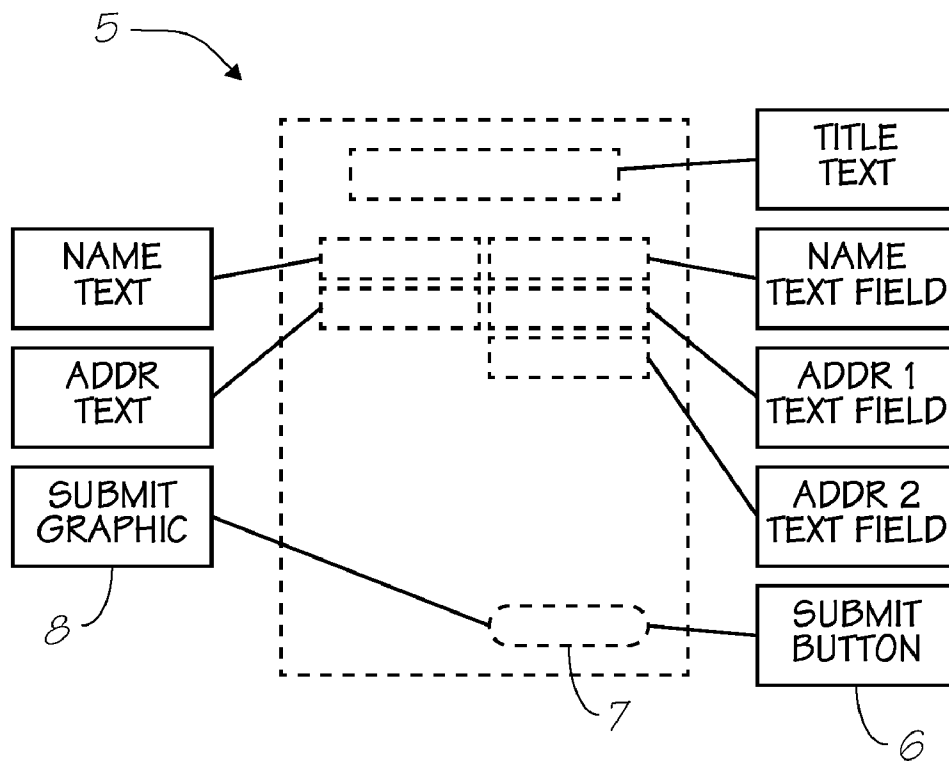 5
TITLE
TEXT
NAME
TEXT
NAME
TEXT FIELD
ADDR
TEXT
ADDR 1
TEXT FIELD
SUBMIT
GRAPHIC
ADDR 2
TEXT FIELD
SUBMIT
BUTTON
8
7
6